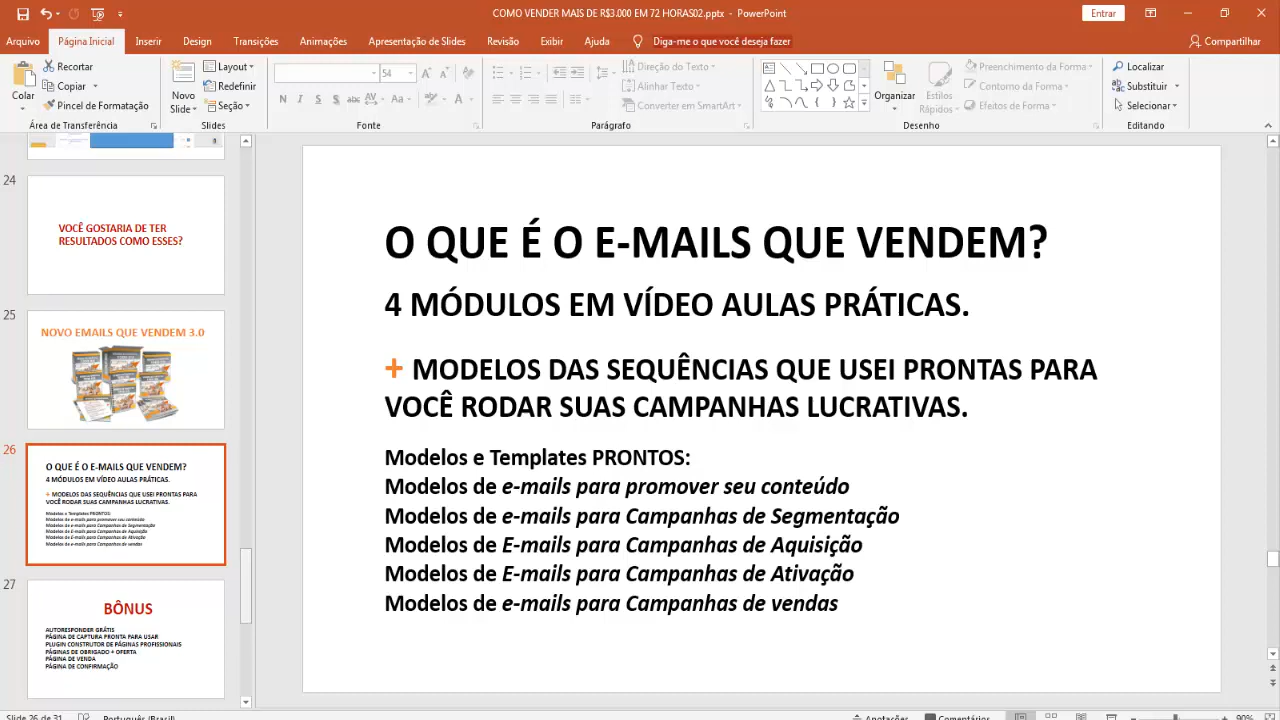 COMO VENDER MAIS DE R$3.000 EM 72 HORAS02.pptx - PowerPoint
Entrar
Arquivo Página Inicial Inserir Design Transições Animações Apresentação de Slides Revisão Exibir Ajuda Diga-me o que você deseja fazer Compartilhar
Colar
Recortar
Copiar
Pincel de Formatação
Área de Transferência
Novo
Slide
Layout
Redefinir
Seção
Slides
54
N I S S abc AV Aa A
Fonte
Direção do Texto
Alinhar Texto
Converter em SmartArt
Parágrafo
Organizar
Estilos
Rápidos
Preenchimento da Forma
Contorno da Forma
Efeitos de Forma
Desenho
Localizar
Substituir
Selecionar
Editando
24
VOCÊ GOSTARIA DE TER
RESULTADOS COMO ESSES?
25
NOVO EMAILS QUE VENDEM 3.0
26
O QUE É O E-MAILS QUE VENDEM?
4 MÓDULOS EM VÍDEO AULAS PRÁTICAS.
+ MODELOS DAS SEQUÊNCIAS QUE USEI PRONTAS PARA
VOCÊ RODAR SUAS CAMPANHAS LUCRATIVAS.
Modelos e Templates PRONTOS:
Modelos de e-mails para promover seu conteúdo
Modelos de e-mails para Campanhas de Segmentação
Modelos de E-mails para Campanhas de Aquisição
Modelos de E-mails para Campanhas de Ativação
Modelos de e-mails para Campanhas de vendas
27
BÔNUS
AUTORESPONDER GRÁTIS
PÁGINA DE CAPTURA PRONTA PARA USAR
PLUGIN CONSTRUTOR DE PÁGINAS PROFISSIONAIS
PÁGINAS DE OBRIGADO + OFERTA
PÁGINA DE VENDA
PÁGINA DE CONFIRMAÇÃO
O QUE É O E-MAILS QUE VENDEM?
4 MÓDULOS EM VÍDEO AULAS PRÁTICAS.
+ MODELOS DAS SEQUÊNCIAS QUE USEI PRONTAS PARA
VOCÊ RODAR SUAS CAMPANHAS LUCRATIVAS.
Modelos e Templates PRONTOS:
Modelos de e-mails para promover seu conteúdo
Modelos de e-mails para Campanhas de Segmentação
Modelos de E-mails para Campanhas de Aquisição
Modelos de E-mails para Campanhas de Ativação
Modelos de e-mails para Campanhas de vendas
Slide 26 de 31 Português (Brasil) Anotações Comentários 90%